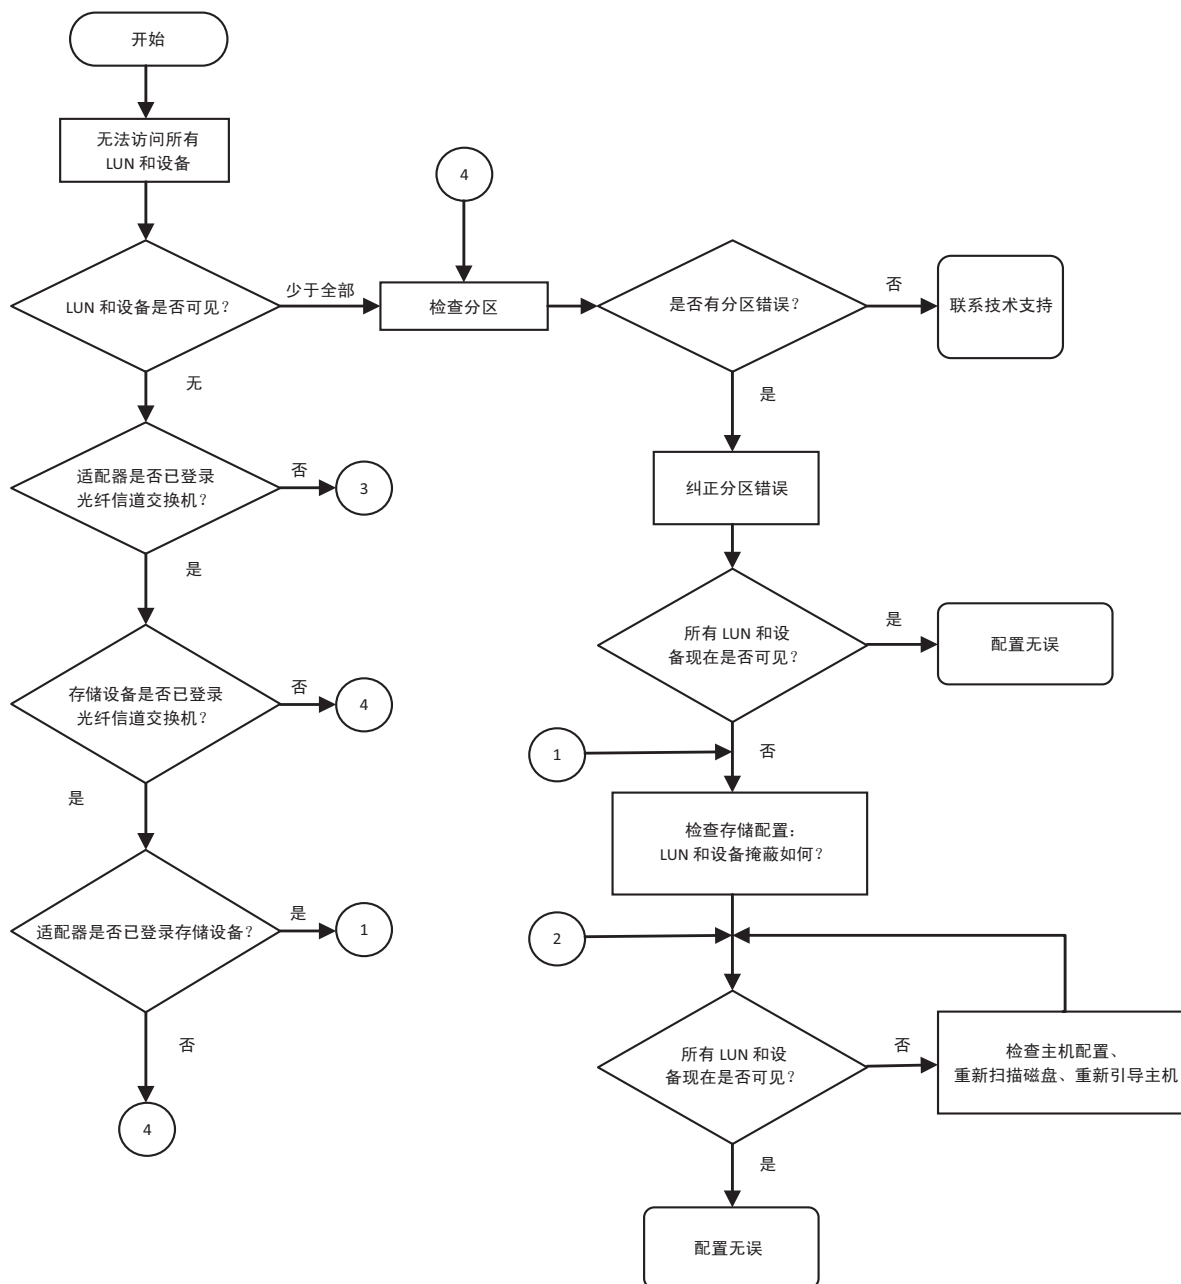 开始
无法访问所有
LUN 和设备
LUN 和设备是否可见？
少于全部
无
4
检查分区
是否有分区错误？
否
联系技术支持
是
纠正分区错误
适配器是否已登录
光纤信道交换机？
否
3
是
所有 LUN 和设
备现在是否可见？
是
配置无误
否
存储设备是否已登录
光纤信道交换机？
否
4
是
1
检查存储配置：
LUN 和设备掩蔽如何？
适配器是否已登录存储设备？
是
1
否
4
2
所有 LUN 和设
备现在是否可见？
否
检查主机配置、
重新扫描磁盘、重新引导主机
是
配置无误